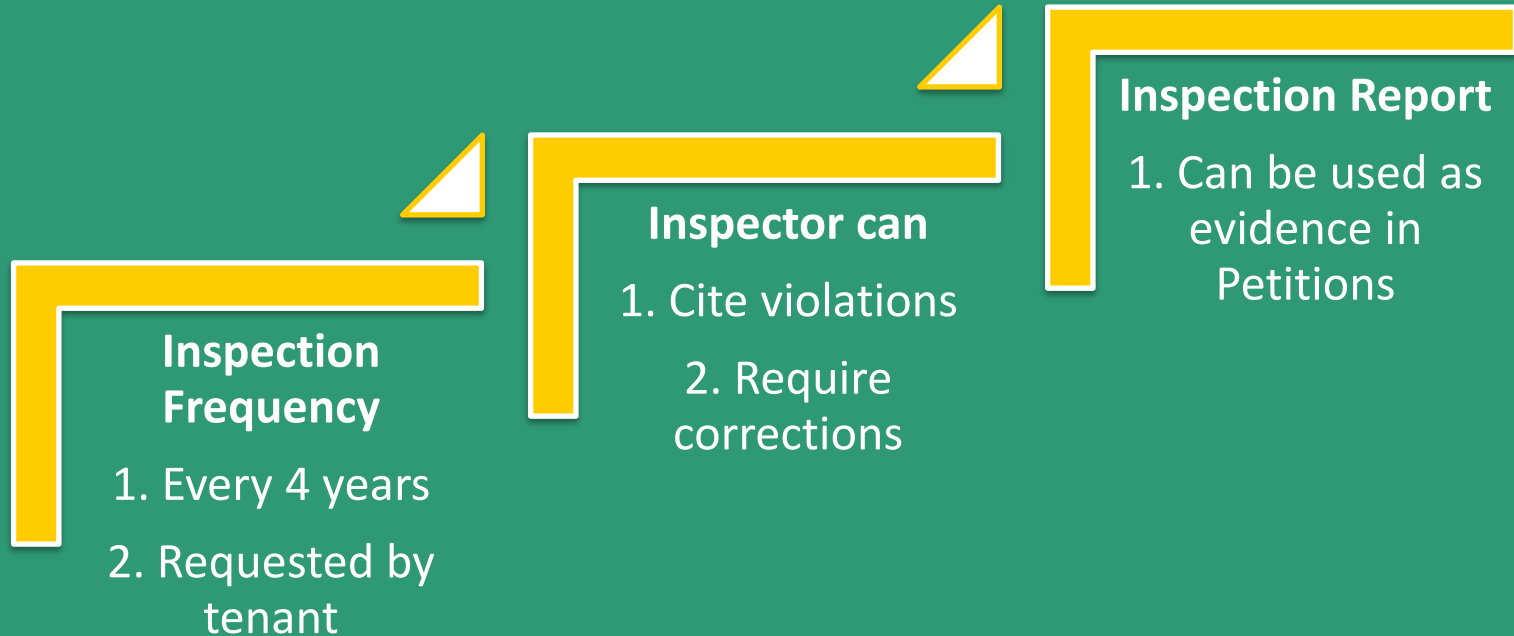 Inspection
Frequency
1. Every 4 years
2. Requested by
tenant
Inspector can
1. Cite violations
2. Require
corrections
Inspection Report
1. Can be used as
evidence in
Petitions